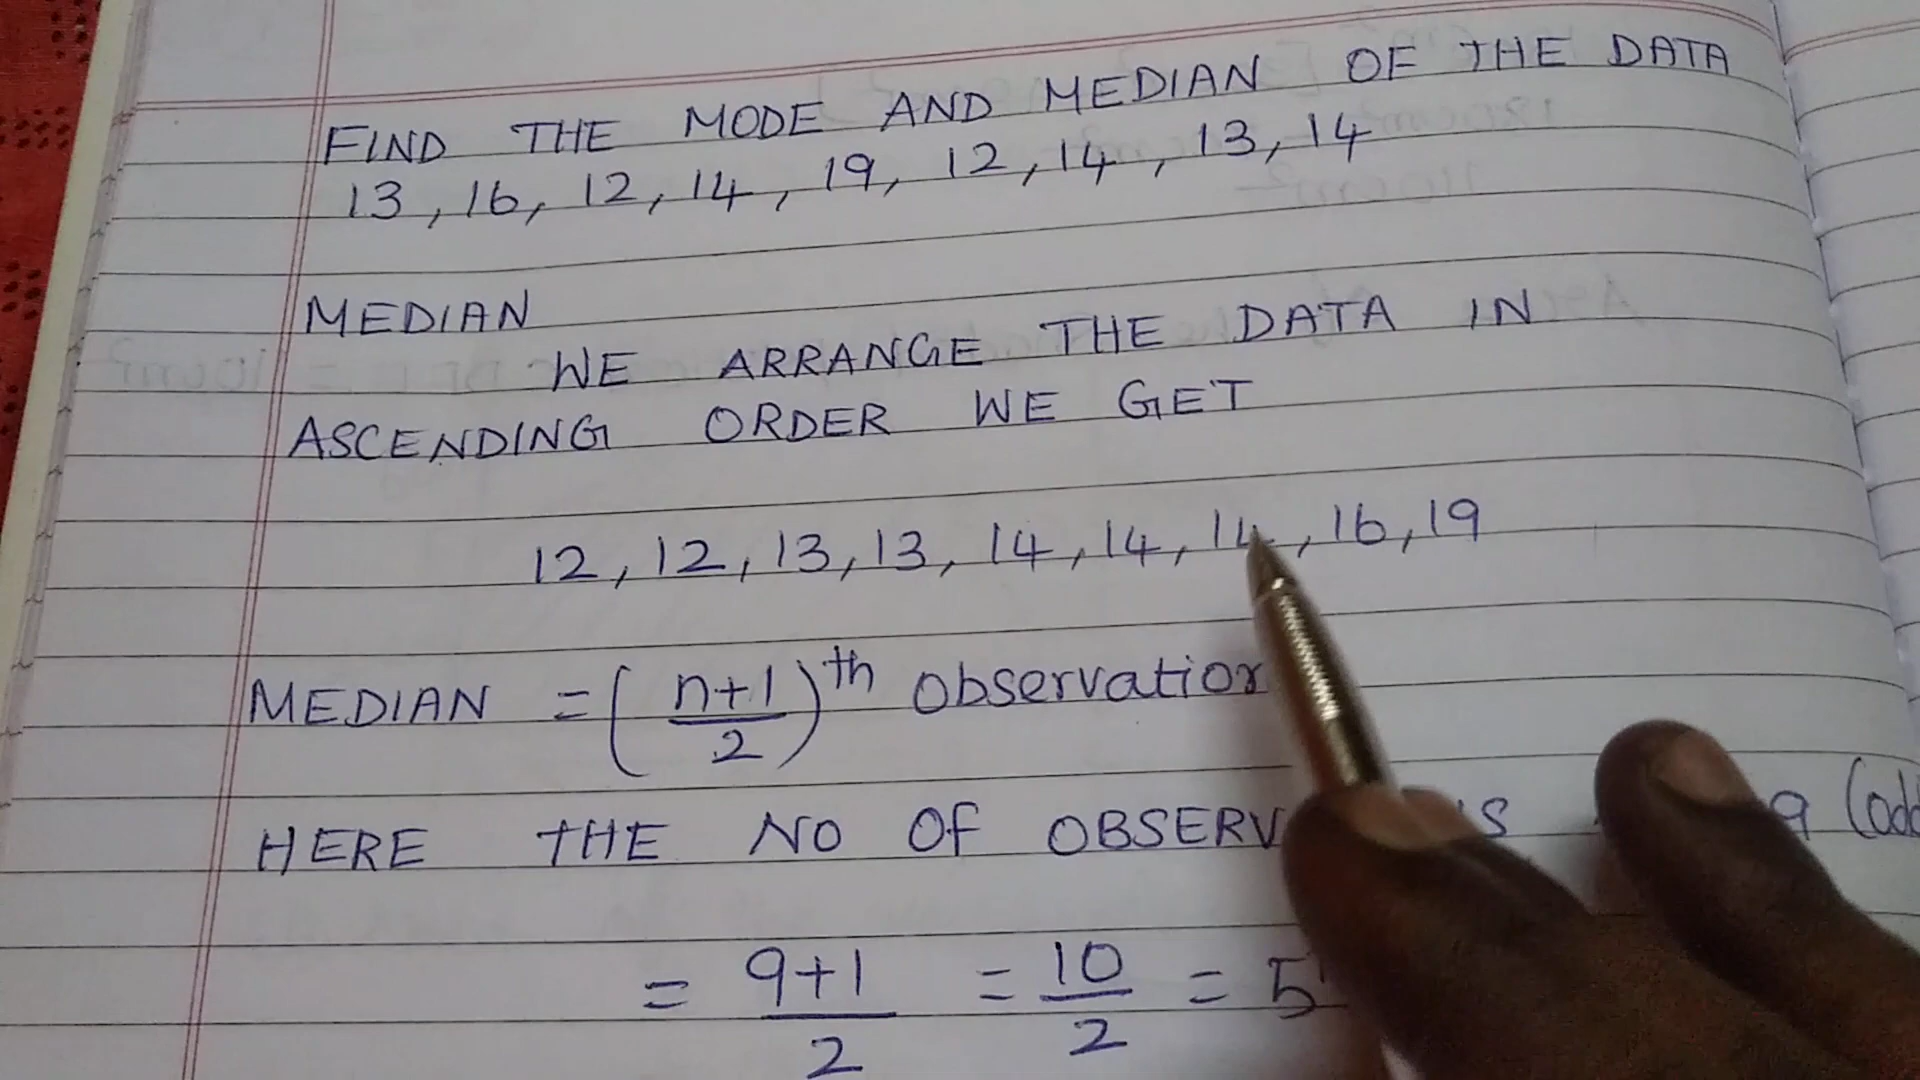 FIND THE MODE AND MEDIAN OF THE DATA
13, 16, 12, 14, 19, 12, 14, 13, 14
MEDIAN
WE ARRANGE THE DATA IN
ASCENDING ORDER WE GET
12, 12, 13, 13, 14, 14, 14, 16, 19
MEDIAN = (n+1/2)th observation
HERE THE NO OF 9
= 9+1/2 = 10/2 = 5